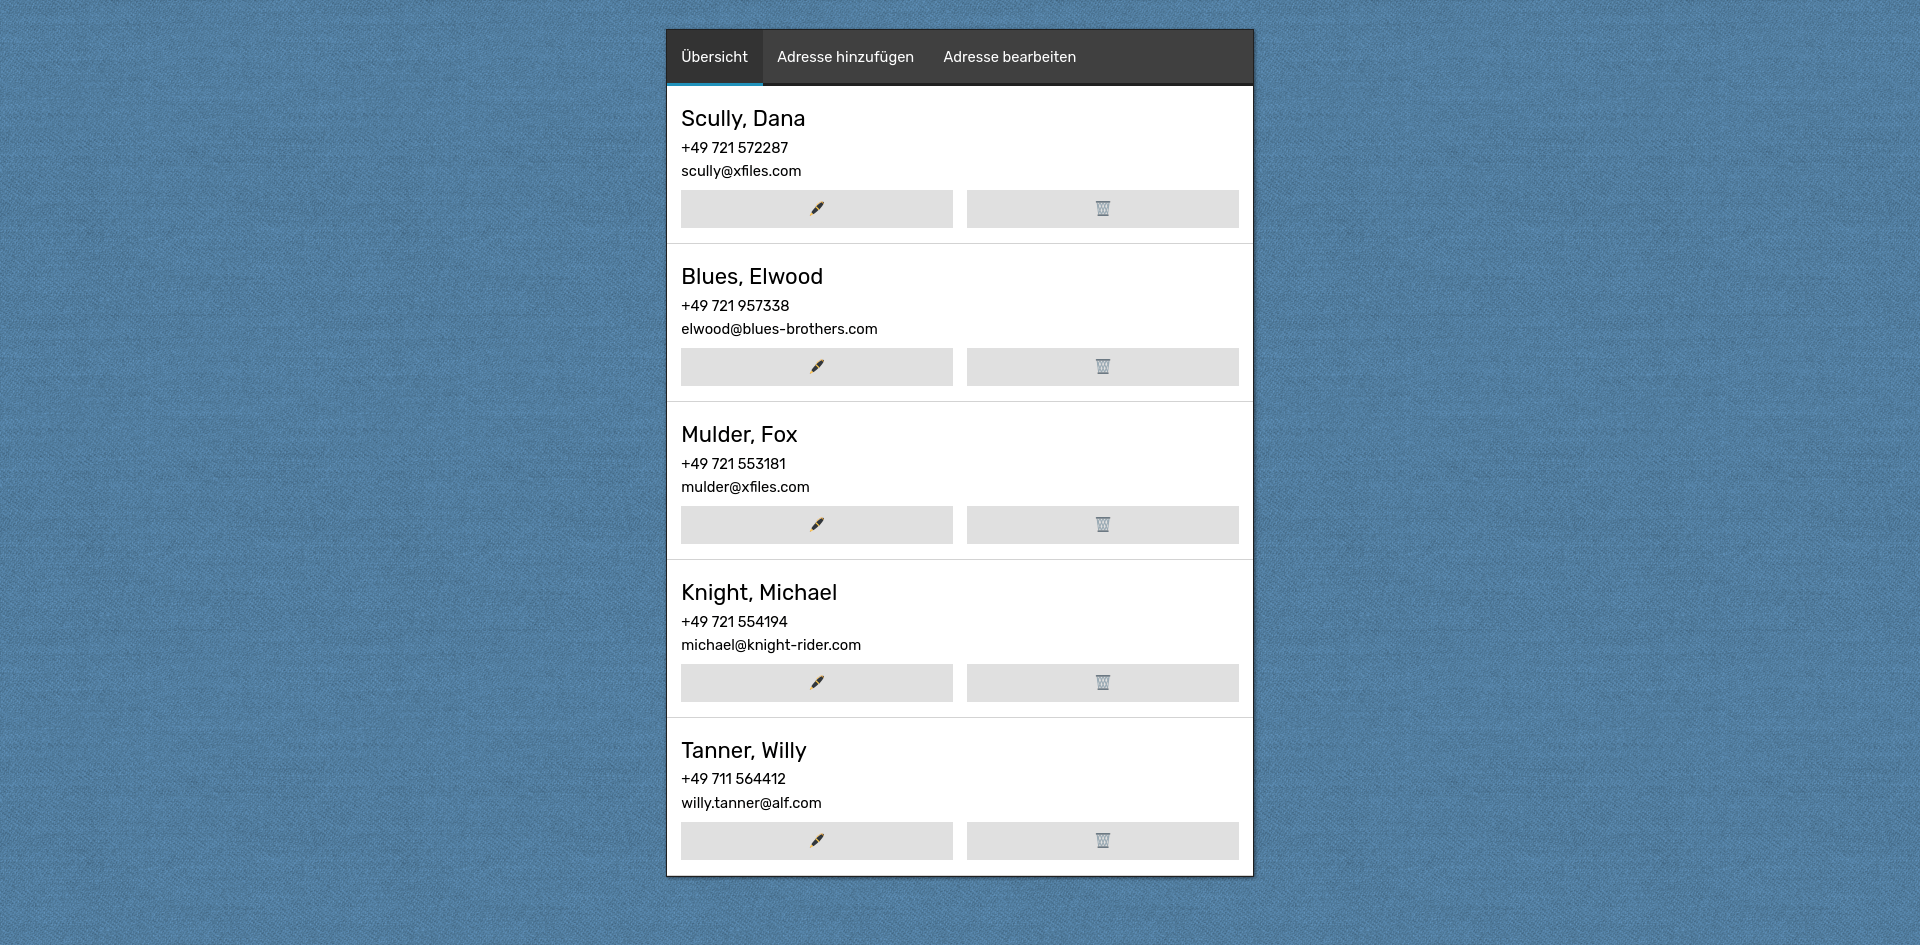 Übersicht Adresse hinzufügen Adresse bearbeiten
Scully, Dana
+49 721 572287
scully@xfiles.com
Blues, Elwood
+49 721 957338
elwood@blues-brothers.com
Mulder, Fox
+49 721 553181
mulder@xfiles.com
Knight, Michael
+49 721 554194
michael@knight-rider.com
Tanner, Willy
+49 711 564412
willy.tanner@alf.com